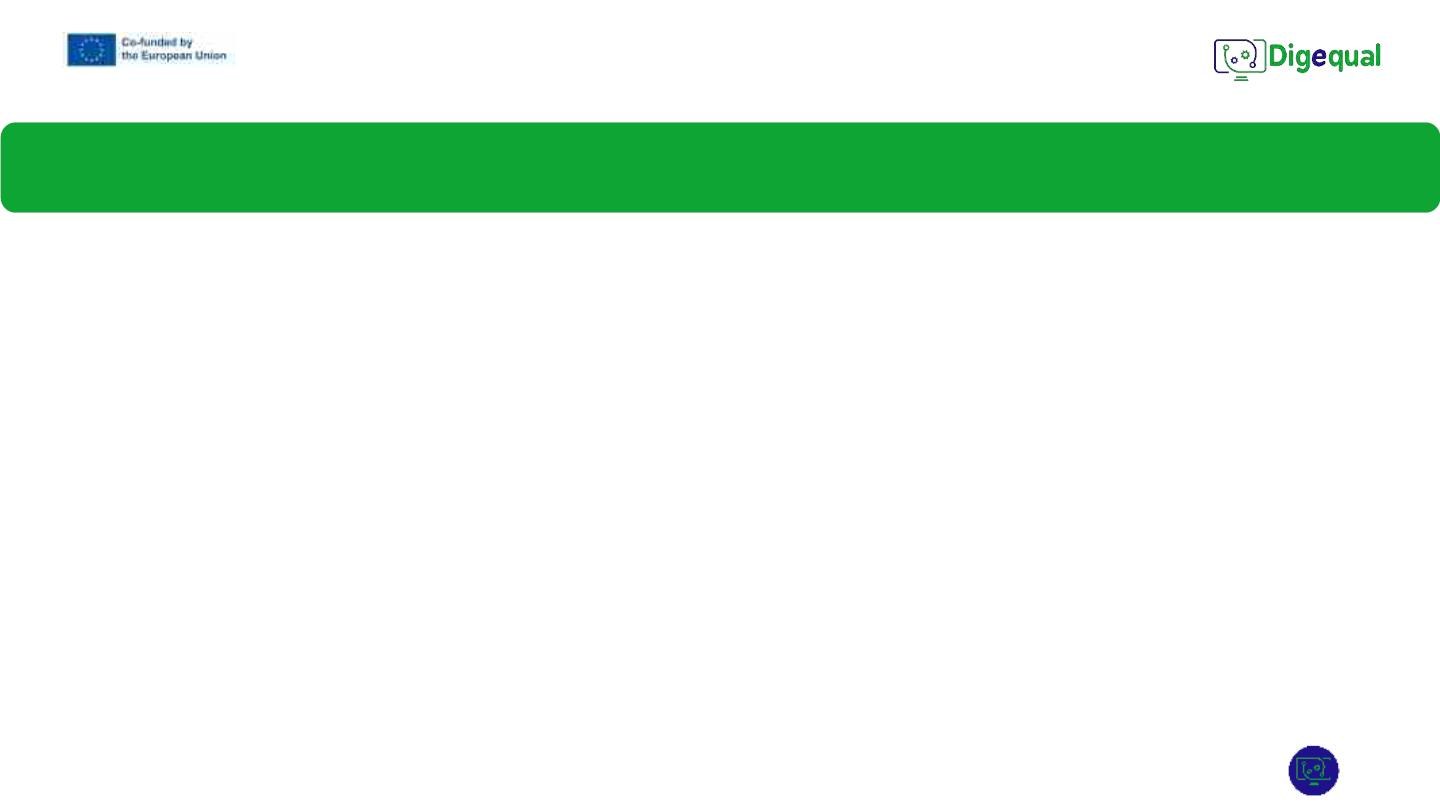 Co-funded by
the European Union
Digequal